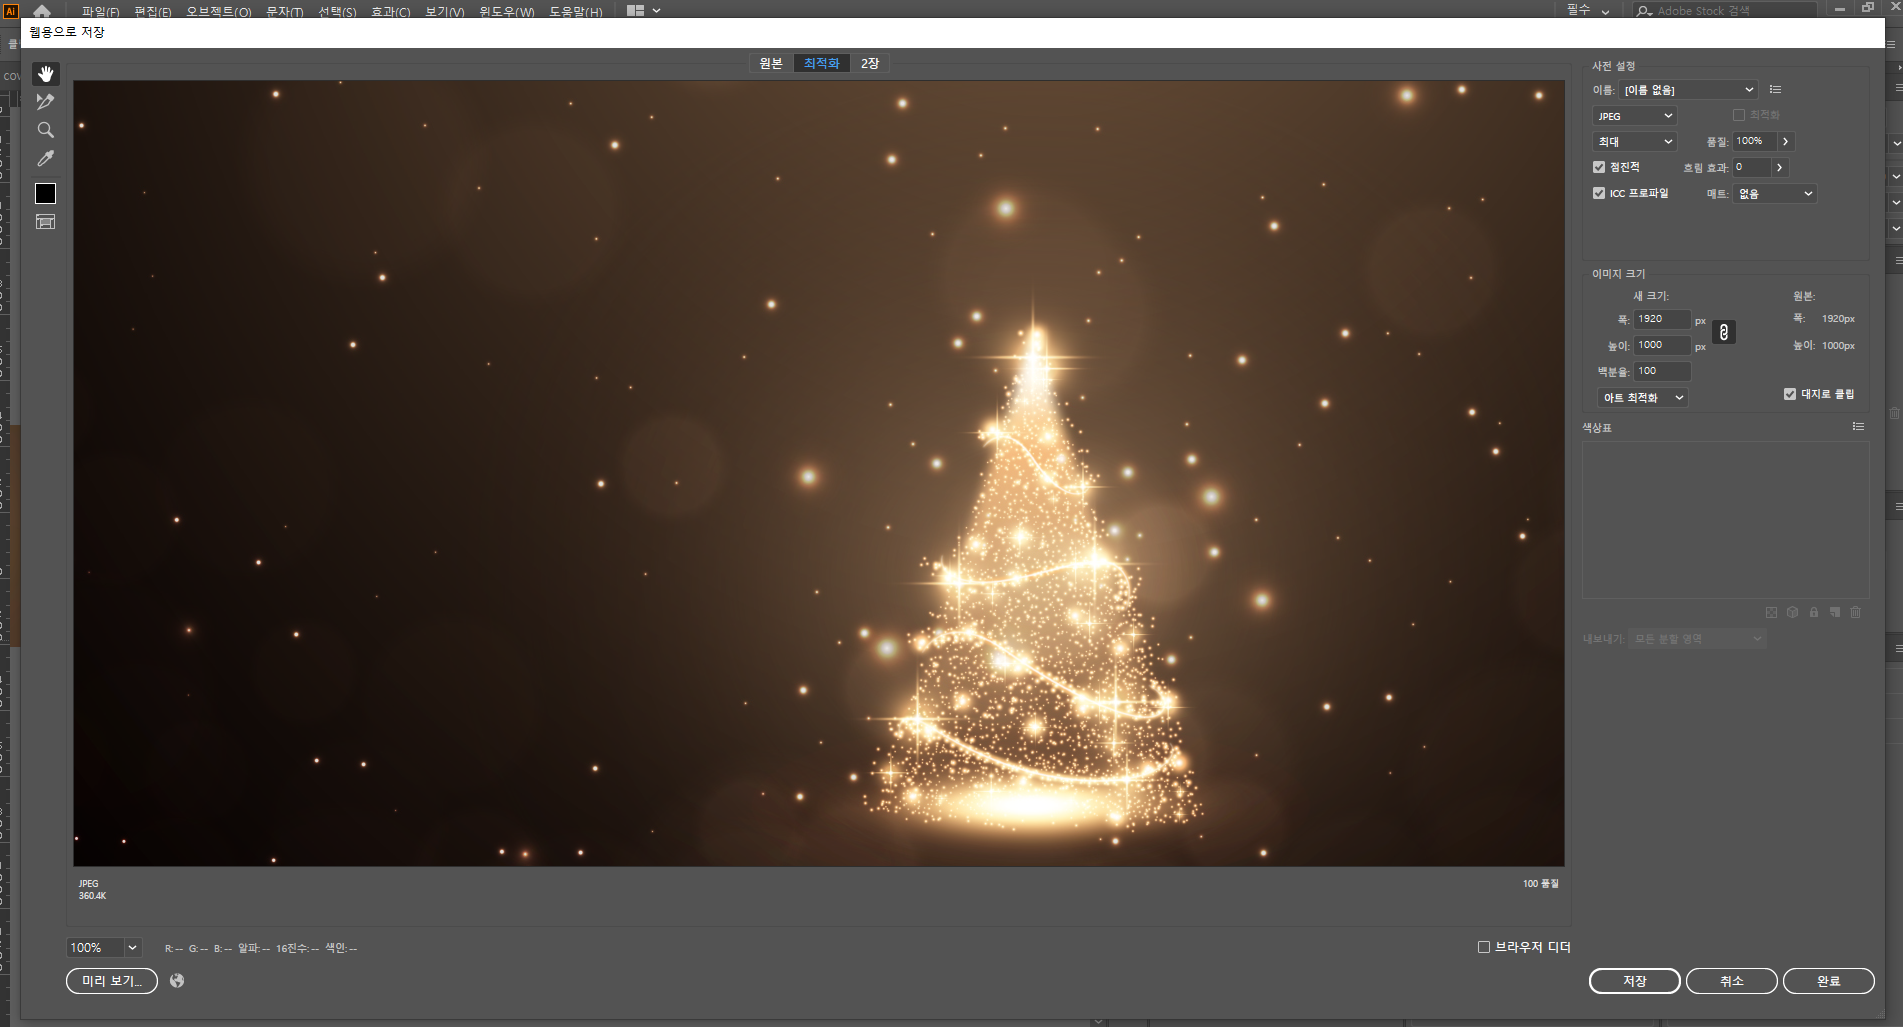 Ai 파일(F) 편집(E) 오브젝트(O) 문자(T) 선택(S) 효과(C) 보기(V) 윈도우(W) 도움말(H) 필수 Adobe Stock 검색
웹용으로 저장
원본 최적화 2장
사전 설정
이름: [이름 없음]
JPEG 최적화
최대 품질: 100%
점진적 흐림 효과: 0
ICC 프로파일 매트: 없음
이미지 크기
새 크기: 원본:
폭: 1920 px 폭: 1920px
높이: 1000 px 높이: 1000px
백분율: 100
아트 최적화 대지로 클립
색상표
내보내기: 모든 분할 영역
JPEG 100 품질
360.4K
100% R: -- G: -- B: -- 알파: -- 16진수: -- 색인: -- 브라우저 디더
미리 보기... 저장 취소 완료